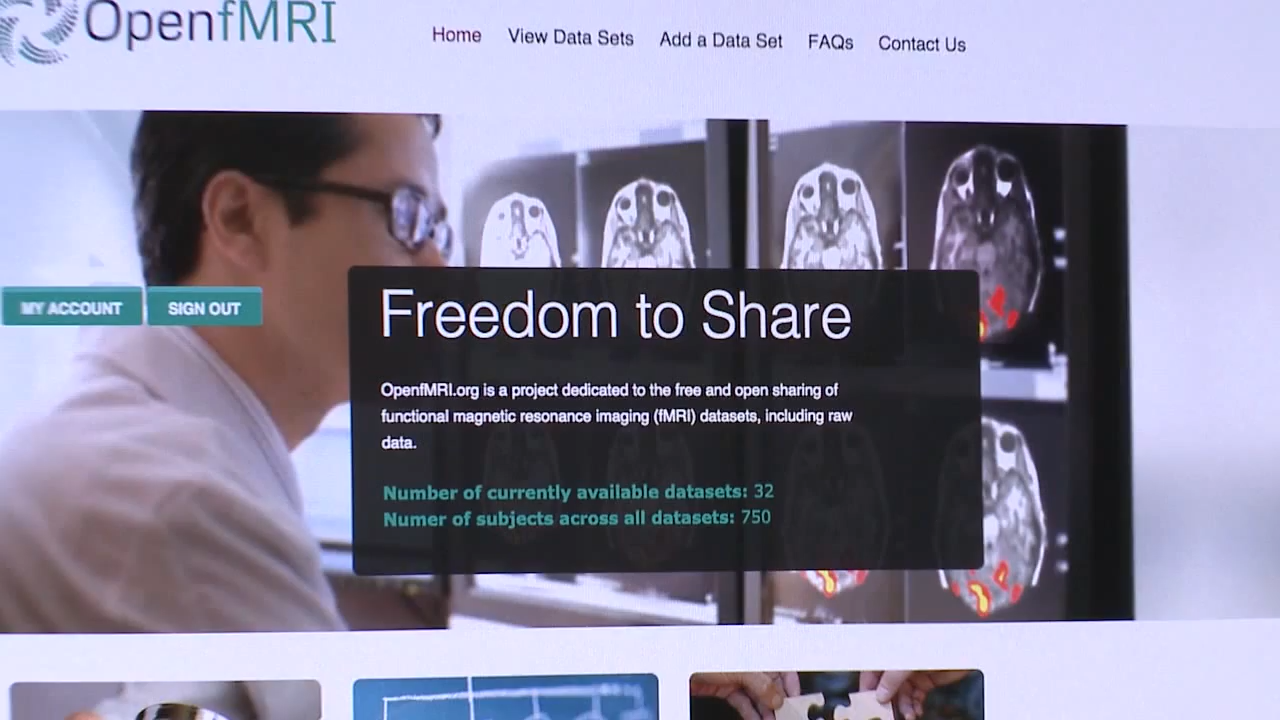 OpenfMRI
Home View Data Sets Add a Data Set FAQs Contact Us
MY ACCOUNT SIGN OUT
Freedom to Share
OpenfMRI.org is a project dedicated to the free and open sharing of
functional magnetic resonance imaging (fMRI) datasets, including raw
data.
Number of currently available datasets: 32
Numer of subjects across all datasets: 750